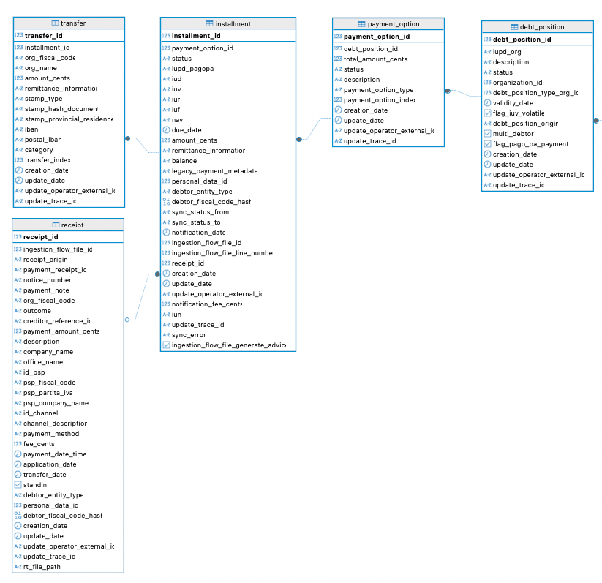 transfer
transfer_id
installment_id
org_fiscal_code
org_name
amount_cents
remittance_information
stamp_type
stamp_hash_document
stamp_provincial_residence
iban
postal_iban
category
transfer_index
creation_date
update_date
update_operator_external_id
update_trace_id
installment
installment_id
payment_option_id
status
iupd_pagopa
iud
iuv
iur
iuf
nav
due_date
amount_cents
remittance_information
balance
legacy_payment_metadata
personal_data_id
debtor_entity_type
debtor_fiscal_code_hash
sync_status_from
sync_status_to
notification_date
ingestion_flow_file_id
ingestion_flow_file_line_number
receipt_id
creation_date
update_date
update_operator_external_id
notification_fee_cents
iun
update_trace_id
sync_error
ingestion_flow_file_generate_advic
payment_option
payment_option_id
debt_position_id
total_amount_cents
status
description
payment_option_type
payment_option_index
creation_date
update_date
update_operator_external_id
update_trace_id
debt_position
debt_position_id
iupd_org
description
status
organization_id
debt_position_type_org_id
validity_date
flag_iuv_volatile
debt_position_origin
multi_debtor
flag_pagn_pa_payment
creation_date
update_date
update_operator_external_id
update_trace_id
receipt
receipt_id
ingestion_flow_file_id
receipt_origin
payment_receipt_id
notice_number
payment_note
org_fiscal_code
outcome
creditor_reference_id
payment_amount_cents
description
company_name
office_name
id_psp
psp_fiscal_code
psp_partita_iva
psp_company_name
id_channel
channel_description
payment_method
fee_cents
payment_date_time
application_date
transfer_date
standin
debtor_entity_type
personal_data_id
debtor_fiscal_code_hash
creation_date
update_date
update_operator_external_id
update_trace_id
rt_file_path